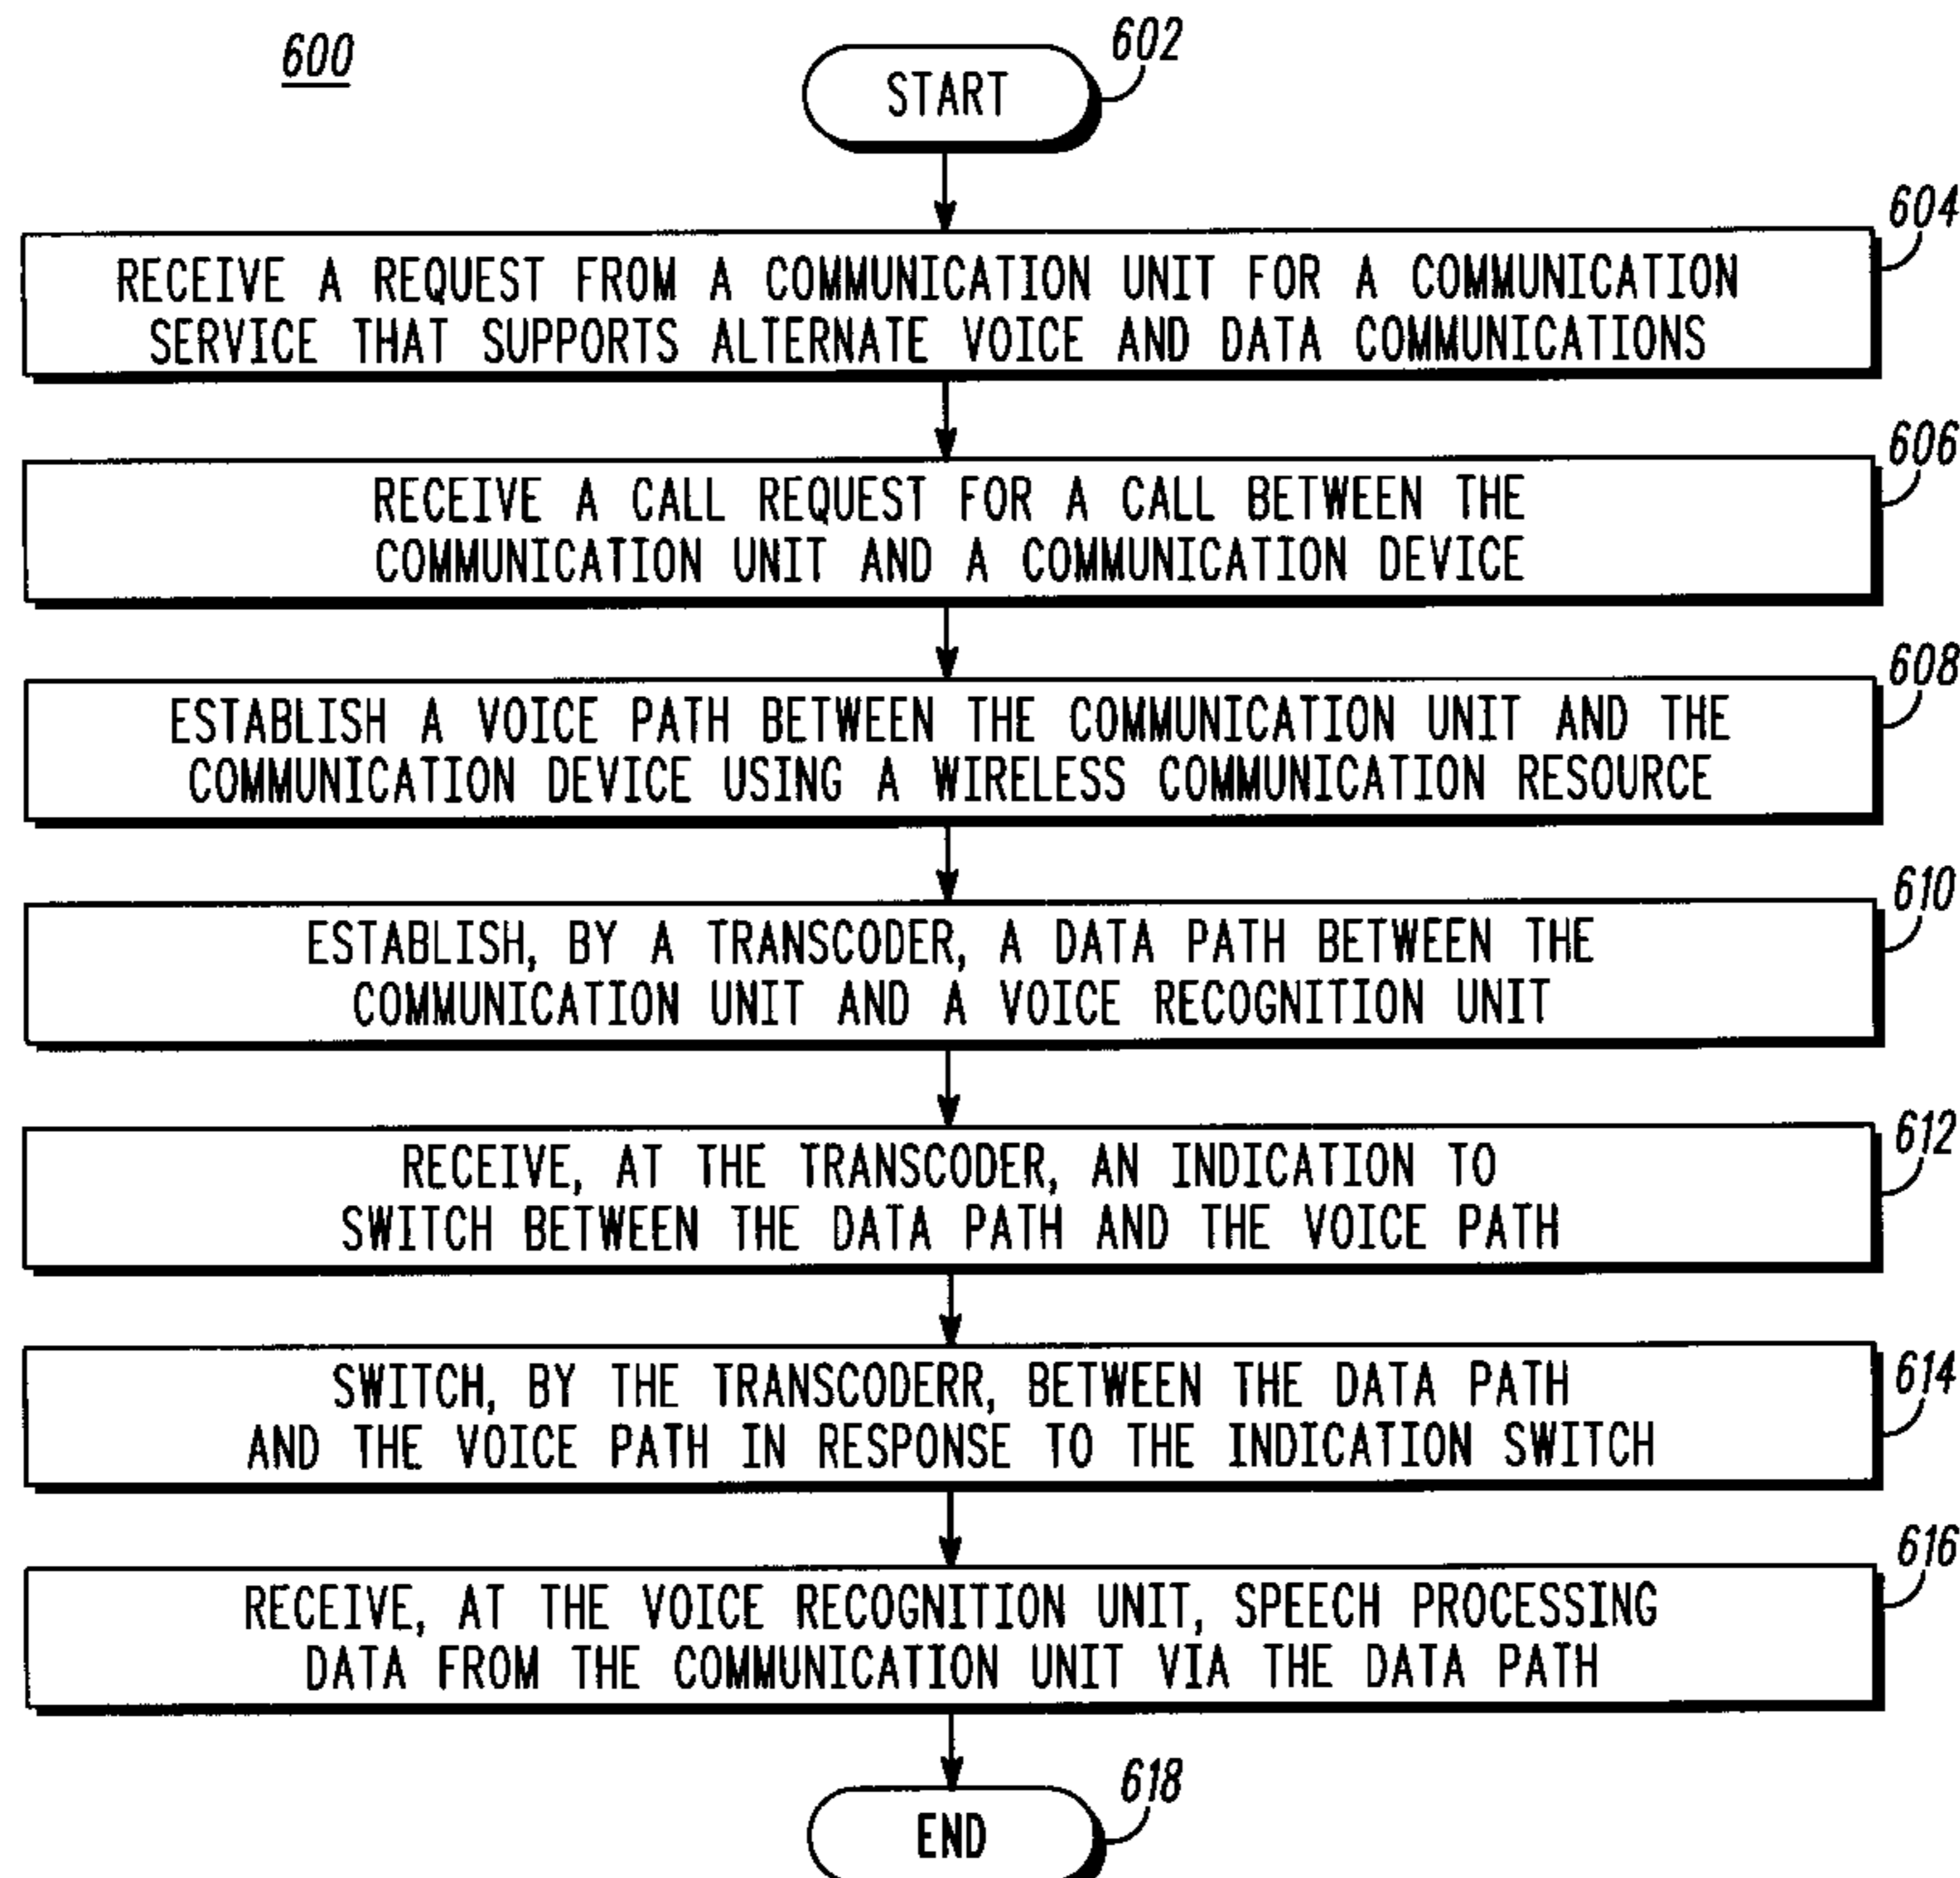 600
START
602
604
RECEIVE A REQUEST FROM A COMMUNICATION UNIT FOR A COMMUNICATION
SERVICE THAT SUPPORTS ALTERNATE VOICE AND DATA COMMUNICATIONS
606
RECEIVE A CALL REQUEST FOR A CALL BETWEEN THE
COMMUNICATION UNIT AND A COMMUNICATION DEVICE
608
ESTABLISH A VOICE PATH BETWEEN THE COMMUNICATION UNIT AND THE
COMMUNICATION DEVICE USING A WIRELESS COMMUNICATION RESOURCE
610
ESTABLISH, BY A TRANSCODER, A DATA PATH BETWEEN THE
COMMUNICATION UNIT AND A VOICE RECOGNITION UNIT
612
RECEIVE, AT THE TRANSCODER, AN INDICATION TO
SWITCH BETWEEN THE DATA PATH AND THE VOICE PATH
614
SWITCH, BY THE TRANSCODERR, BETWEEN THE DATA PATH
AND THE VOICE PATH IN RESPONSE TO THE INDICATION SWITCH
616
RECEIVE, AT THE VOICE RECOGNITION UNIT, SPEECH PROCESSING
DATA FROM THE COMMUNICATION UNIT VIA THE DATA PATH
618
END